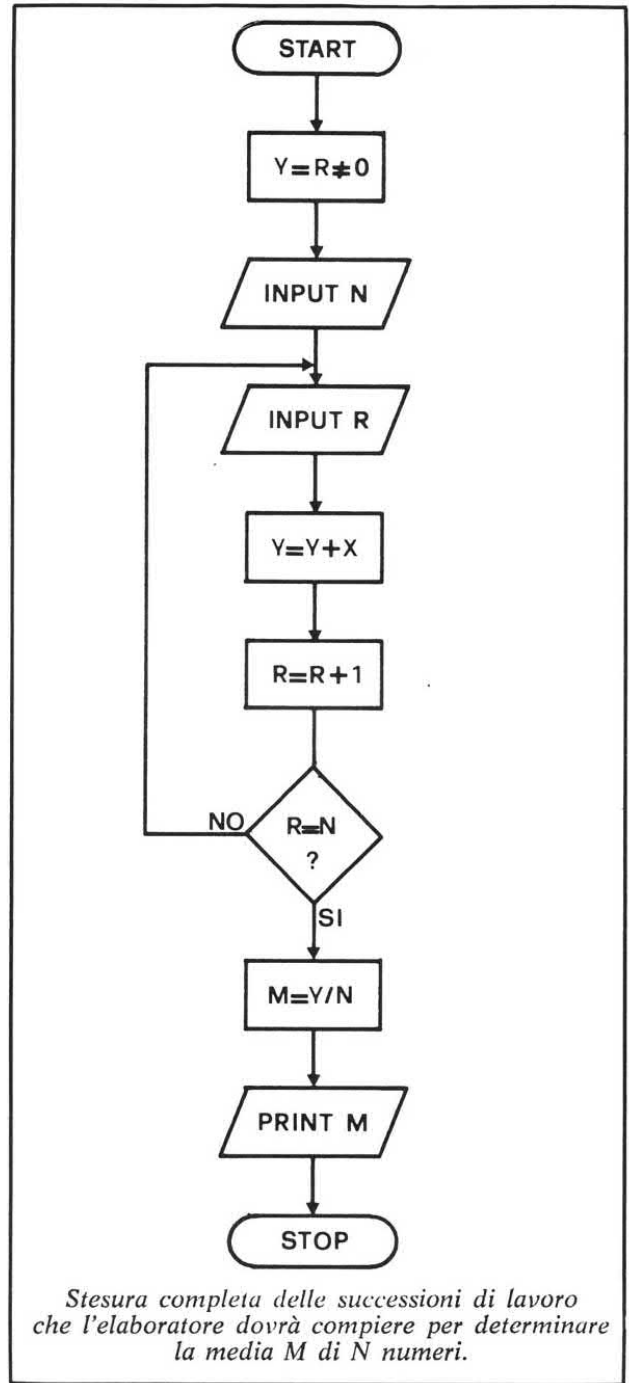 START
Y=R≠0
INPUT N
INPUT R
Y=Y+X
R=R+1
NO
R=N
?
SI
M=Y/N
PRINT M
STOP
Stesura completa delle successioni di lavoro
che l'elaboratore dovrà compiere per determinare
la media M di N numeri.